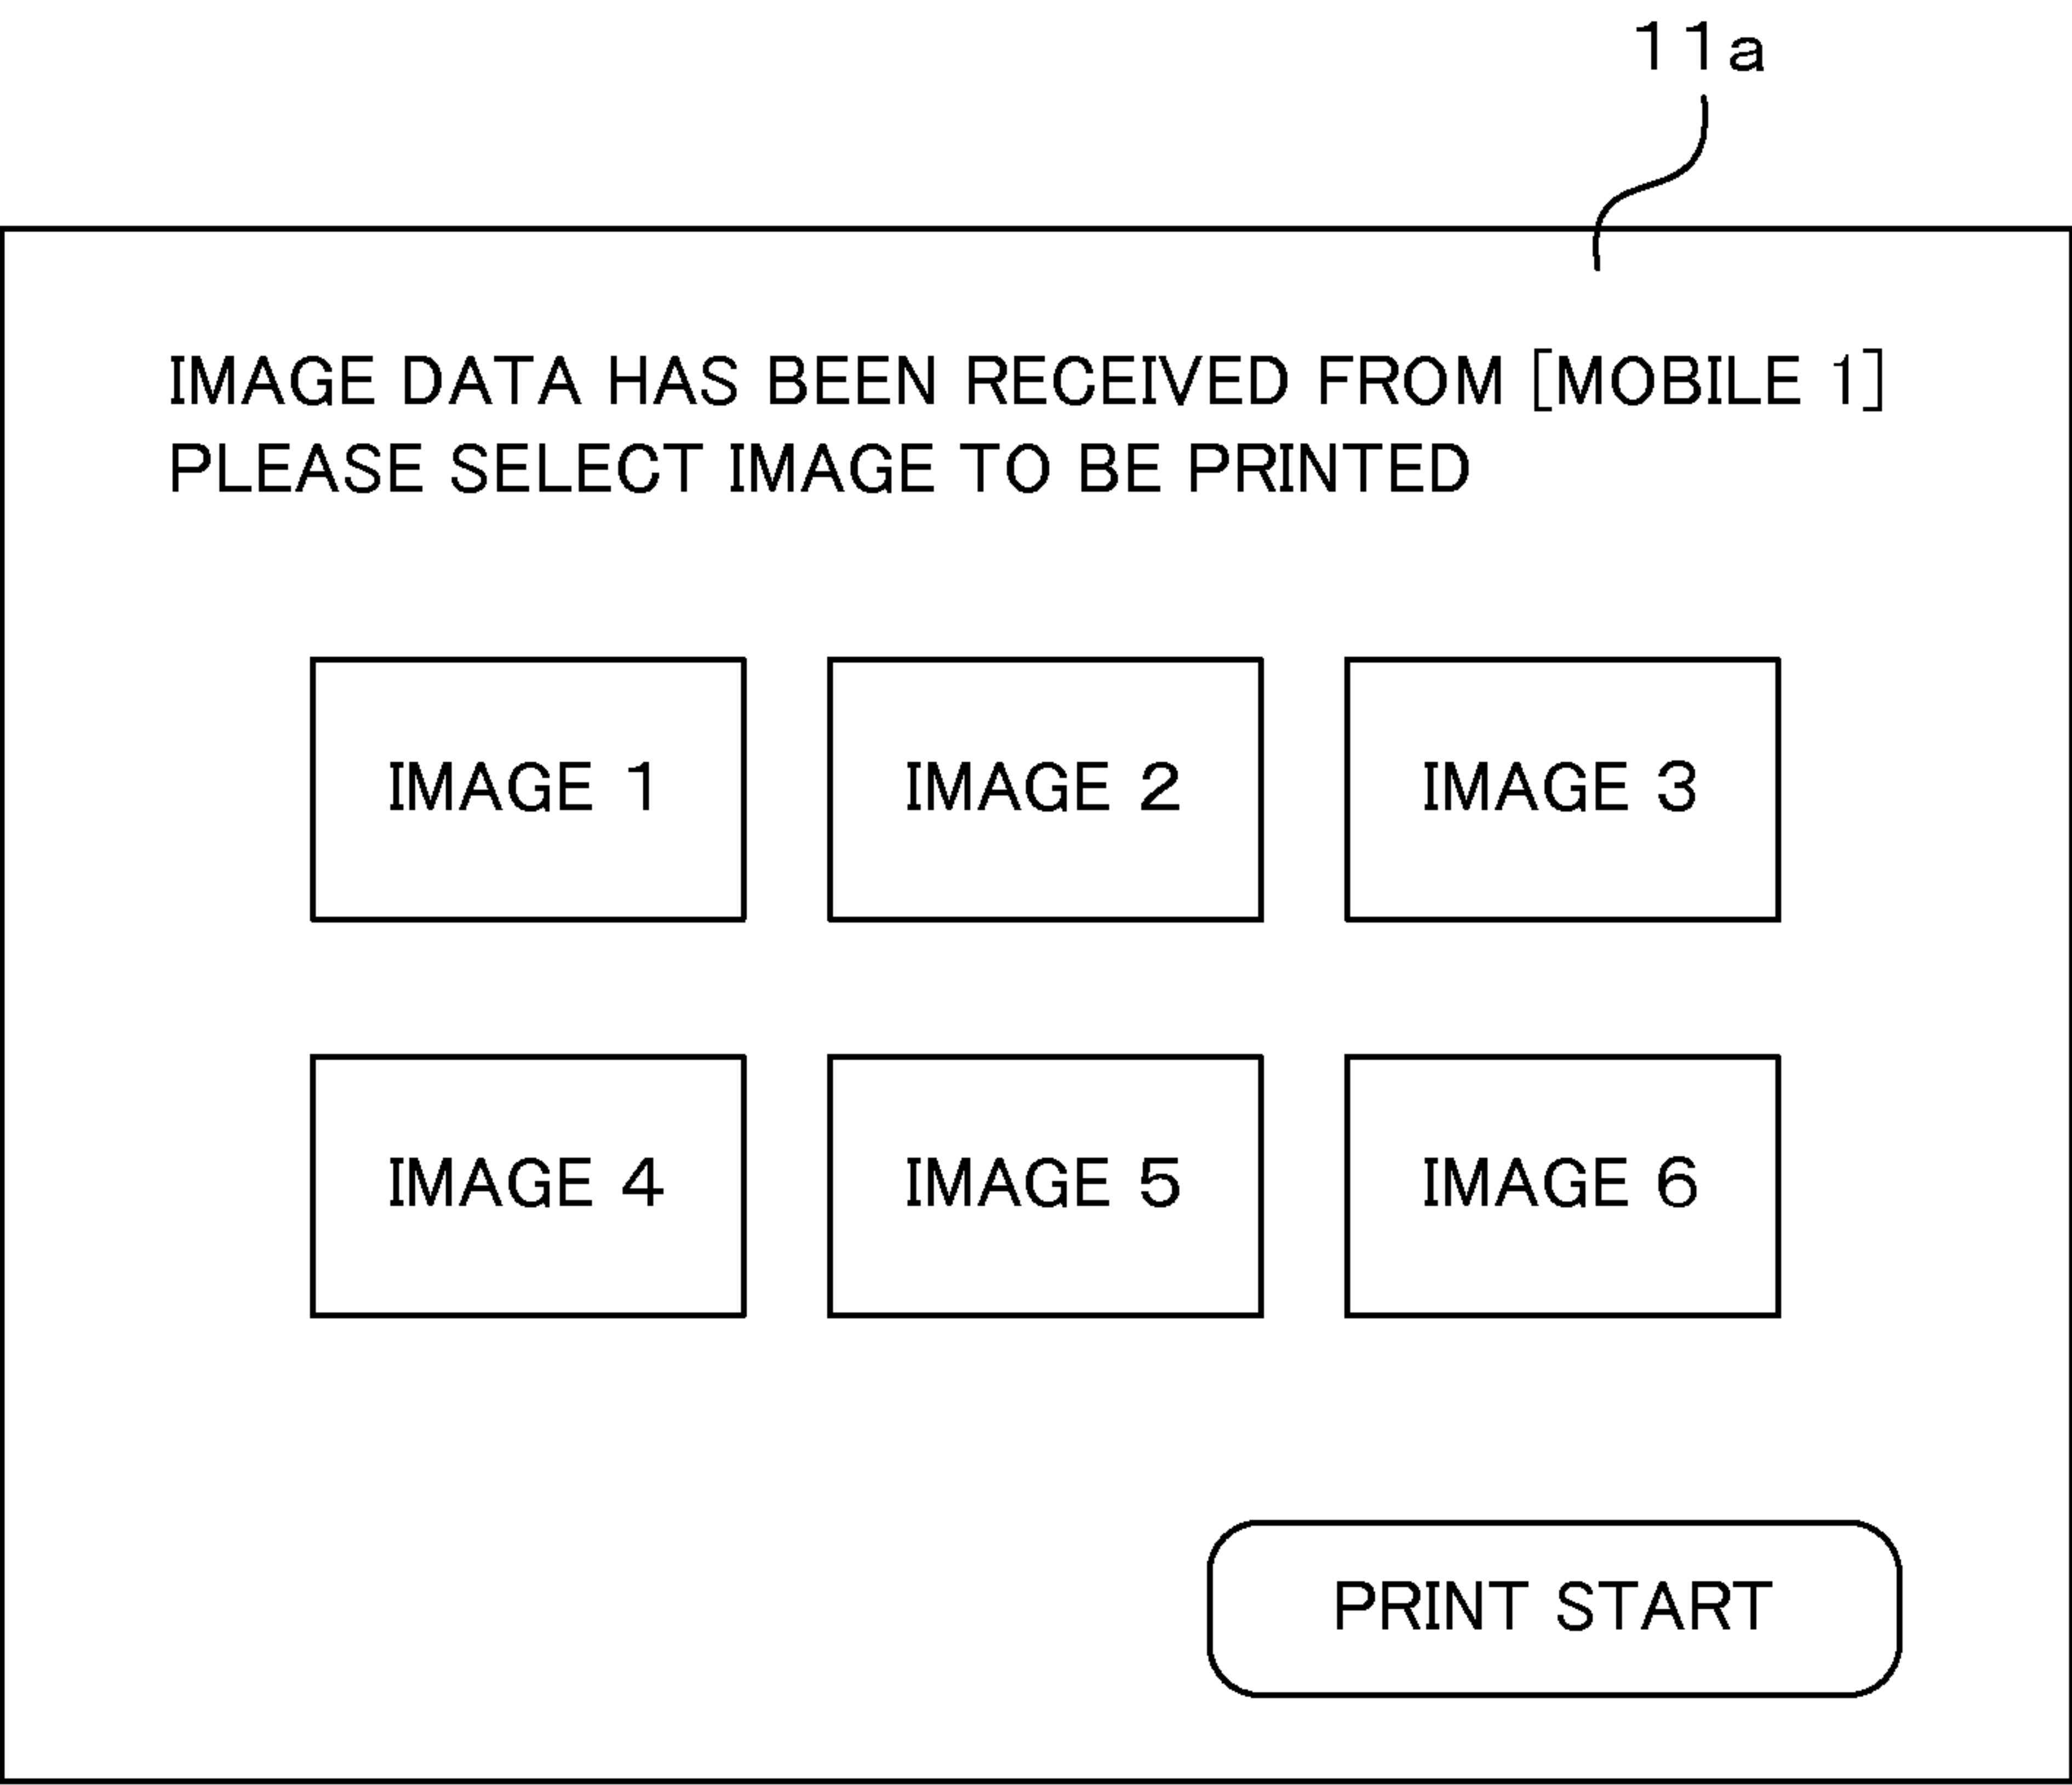 11a
IMAGE DATA HAS BEEN RECEIVED FROM [MOBILE 1]
PLEASE SELECT IMAGE TO BE PRINTED
IMAGE 1
IMAGE 2
IMAGE 3
IMAGE 4
IMAGE 5
IMAGE 6
PRINT START